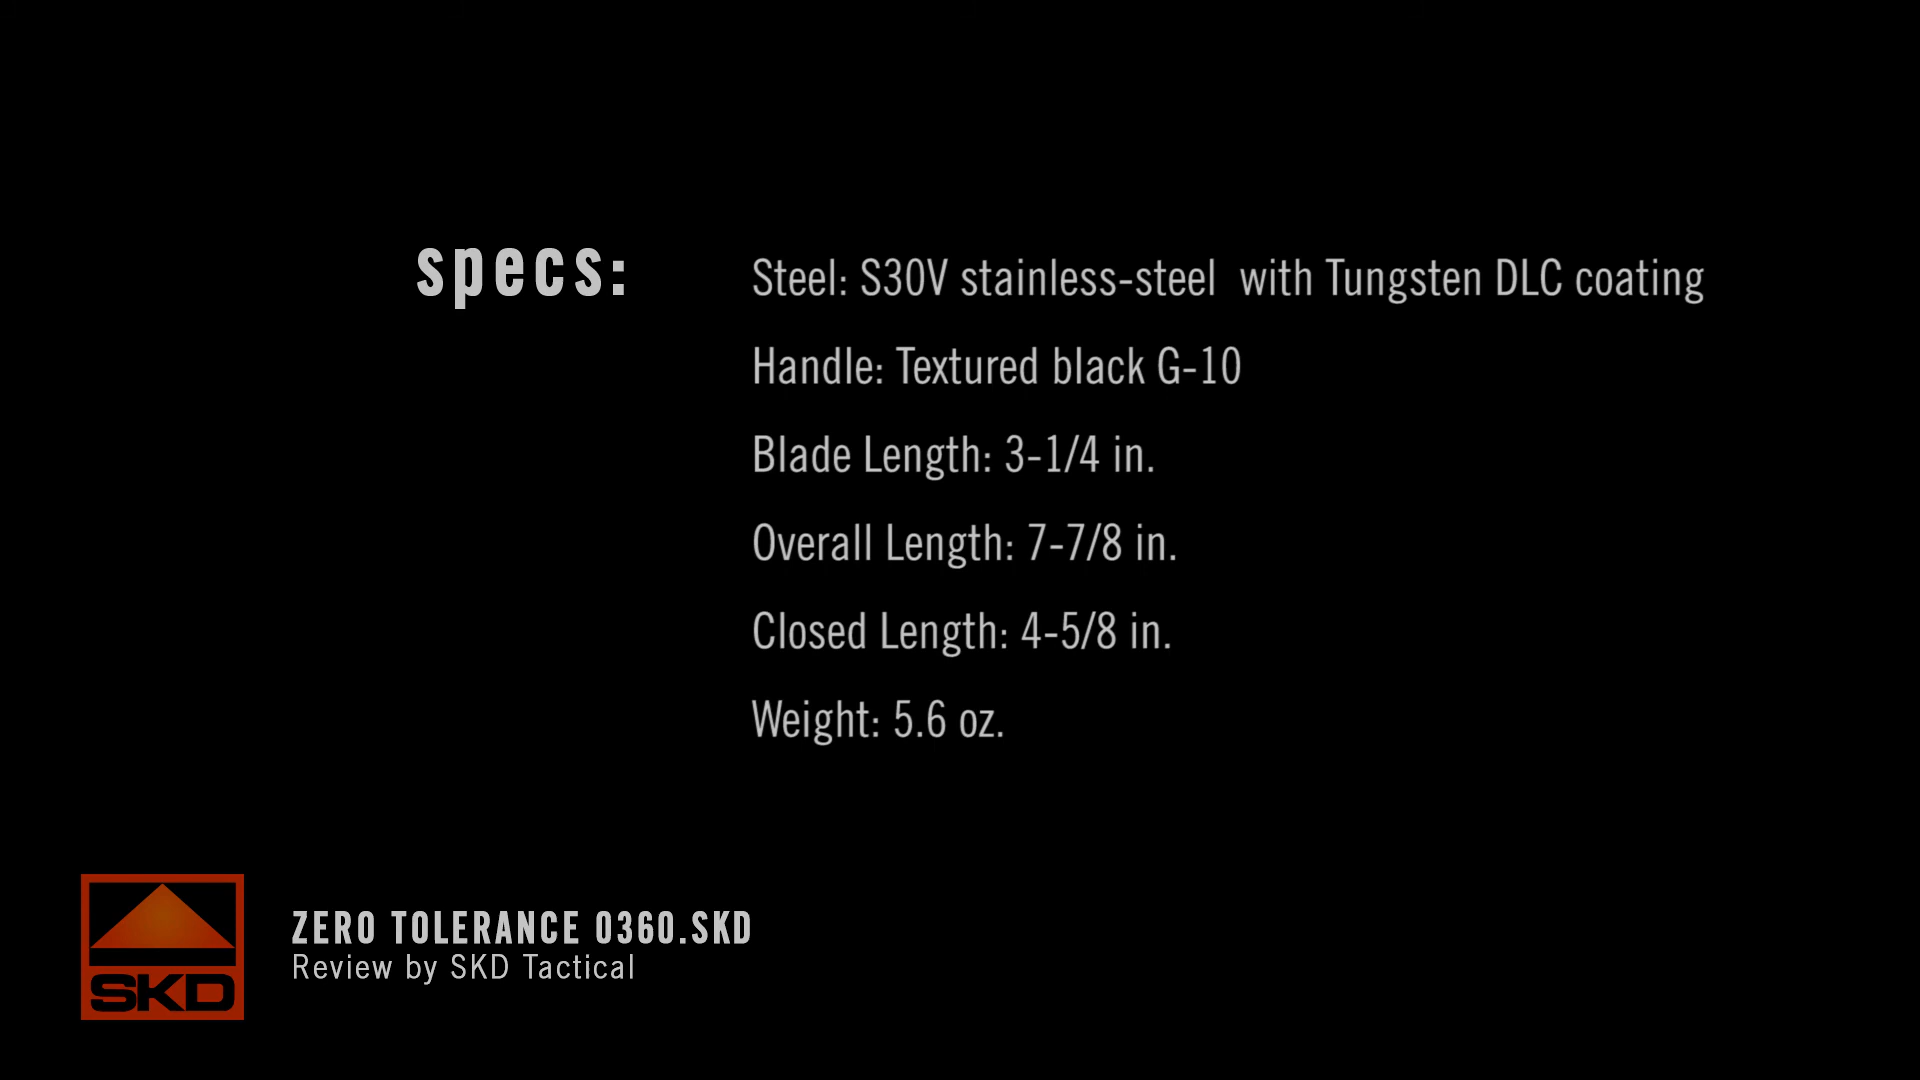 specs:
Steel: S30V stainless-steel  with Tungsten DLC coating
Handle: Textured black G-10
Blade Length: 3-1/4 in.
Overall Length: 7-7/8 in.
Closed Length: 4-5/8 in.
Weight: 5.6 oz.
SKD
ZERO TOLERANCE 0360.SKD
Review by SKD Tactical